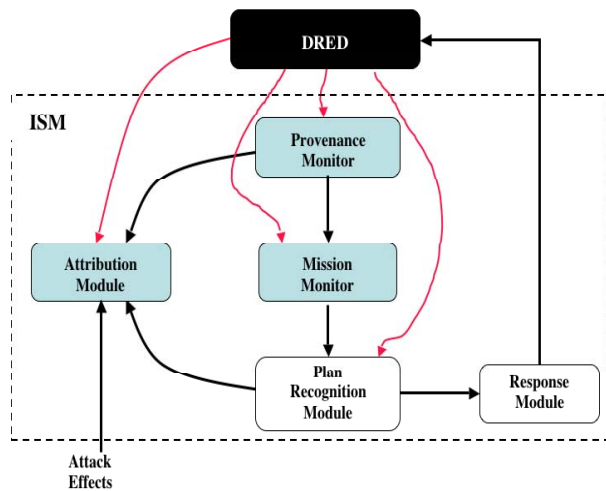 DRED
ISM
Provenance
Monitor
Attribution
Module
Mission
Monitor
Plan
Recognition
Module
Response
Module
Attack
Effects